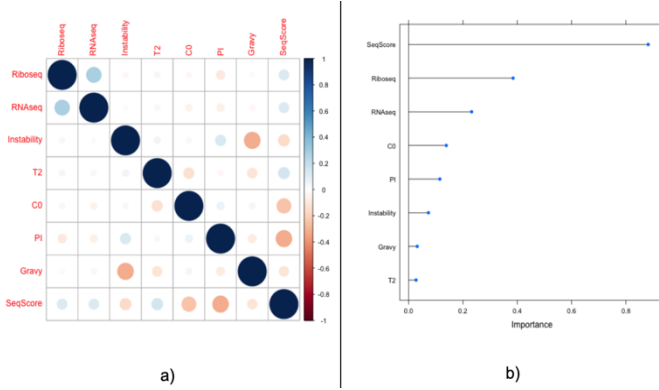 Riboseq
RNAseq
Instability
T2
C0
PI
Gravy
SeqScore
Riboseq
RNAseq
Instability
T2
C0
PI
Gravy
SeqScore
1
0.8
0.6
0.4
0.2
0
-0.2
-0.4
-0.6
-0.8
-1
a)
SeqScore
Riboseq
RNAseq
C0
PI
Instability
Gravy
T2
0.0 0.2 0.4 0.6 0.8
Importance
b)